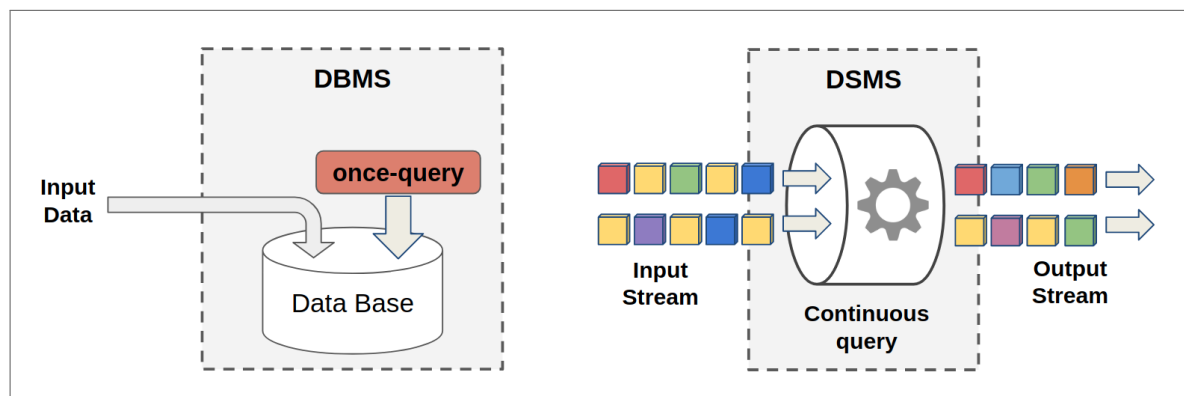 DBMS
once-query
Input
Data
Data Base
DSMS
Input
Stream
Continuous
query
Output
Stream